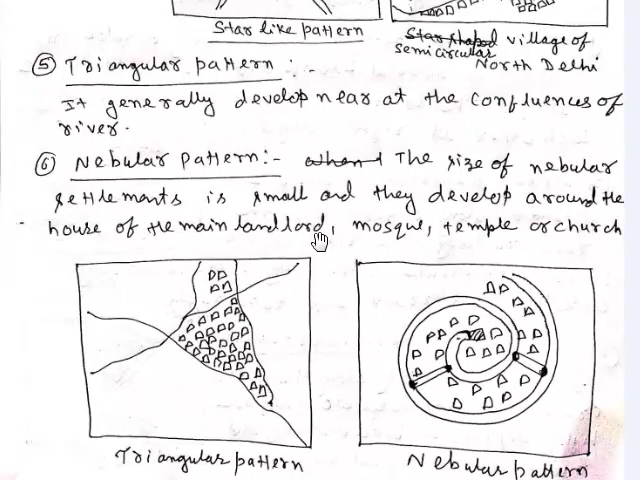 Star like pattern
Star shaped village of
semicircular
North Delhi
⑤ Triangular pattern :-
It generally develop near at the confluences of
river.
⑥ Nebular pattern:- when The size of nebular
settlements is small and they develop around the
house of the main landlord, mosque, temple or church
Triangular pattern
Nebular pattern